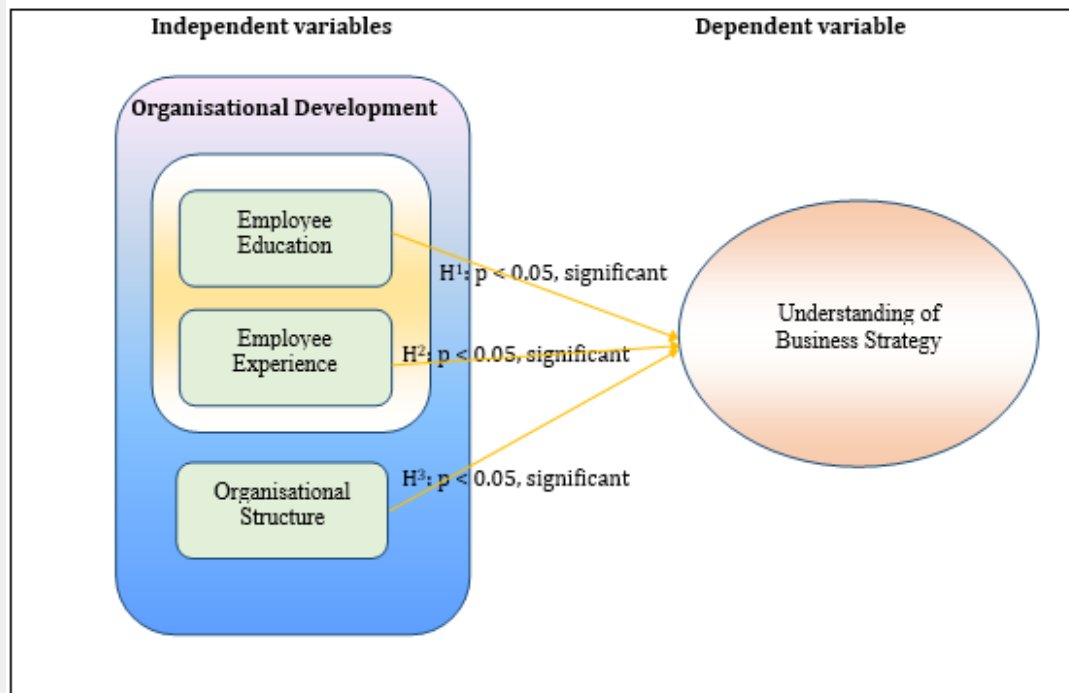 Independent variables
Dependent variable
Organisational Development
Employee
Education
H¹: p < 0.05, significant
Employee
Experience
H²: p < 0.05, significant
Understanding of
Business Strategy
H³: p < 0.05, significant
Organisational
Structure